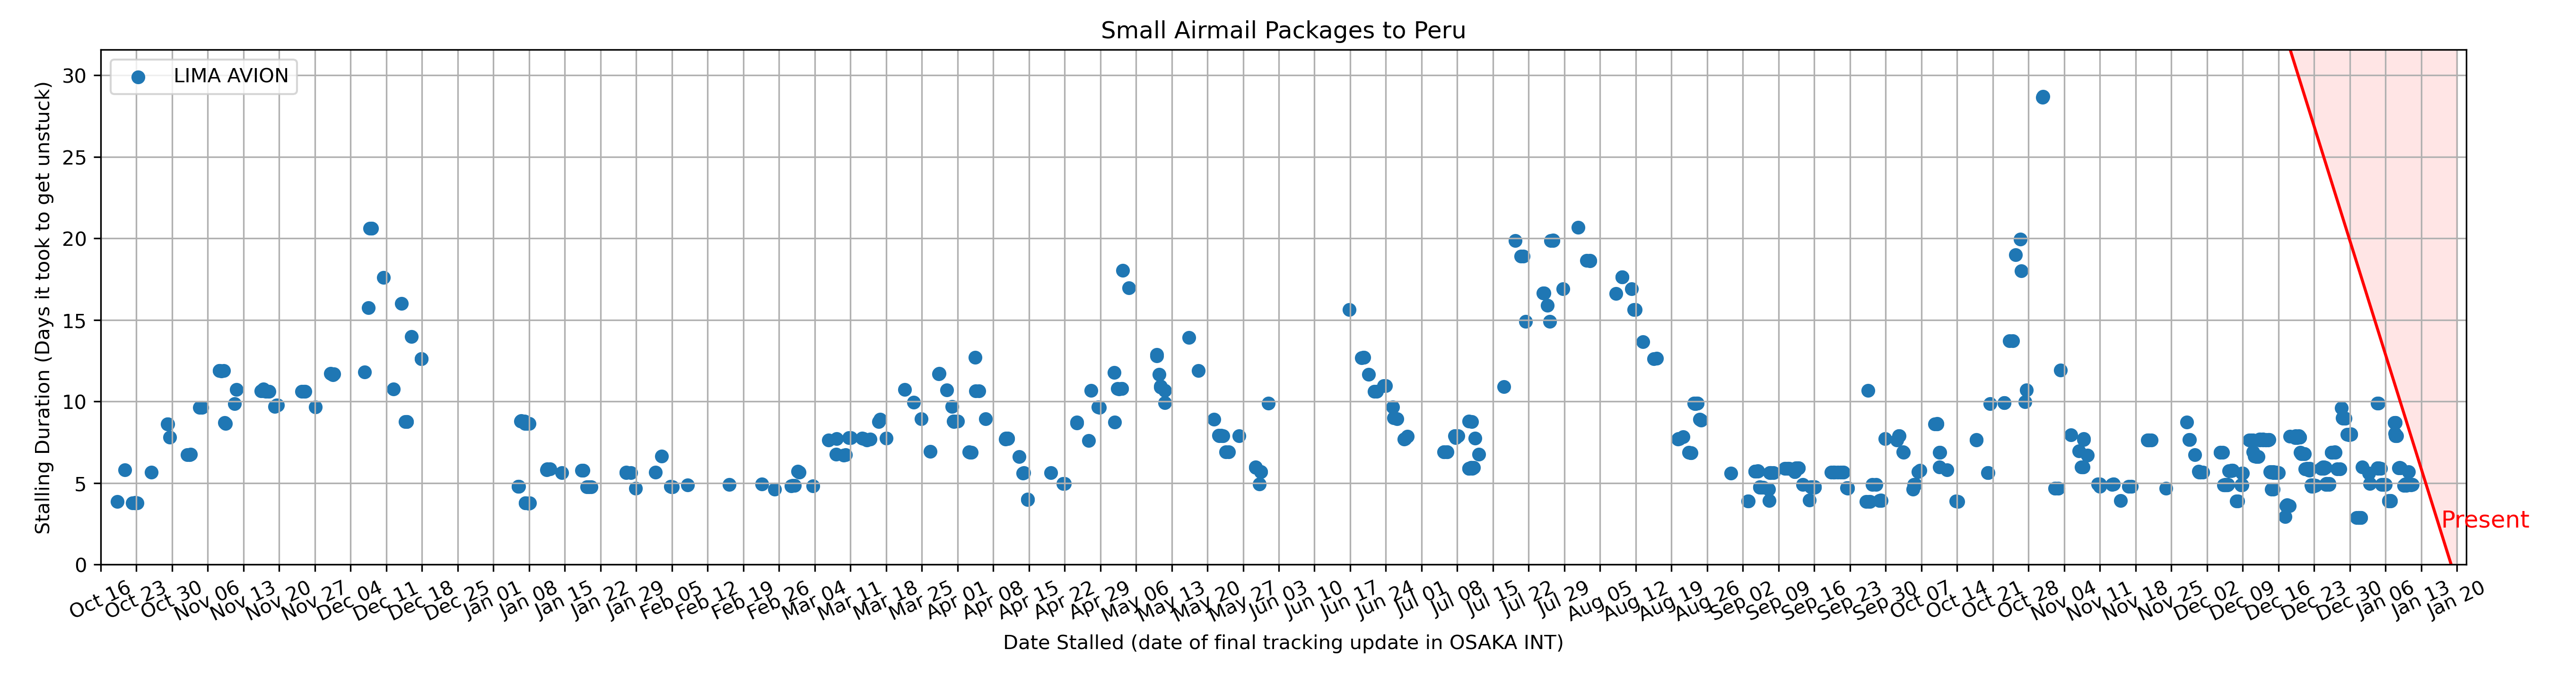 Small Airmail Packages to Peru
LIMA AVION
Stalling Duration (Days it took to get unstuck)
30
25
20
15
10
5
0
Present
Oct 16 Oct 23 Oct 30 Nov 06 Nov 13 Nov 20 Nov 27 Dec 04 Dec 11 Dec 18 Dec 25 Jan 01 Jan 08 Jan 15 Jan 22 Jan 29 Feb 05 Feb 12 Feb 19 Feb 26 Mar 04 Mar 11 Mar 18 Mar 25 Apr 01 Apr 08 Apr 15 Apr 22 Apr 29 May 06 May 13 May 20 May 27 Jun 03 Jun 10 Jun 17 Jun 24 Jul 01 Jul 08 Jul 15 Jul 22 Jul 29 Aug 05 Aug 12 Aug 19 Aug 26 Sep 02 Sep 09 Sep 16 Sep 23 Sep 30 Oct 07 Oct 14 Oct 21 Oct 28 Nov 04 Nov 11 Nov 18 Nov 25 Dec 02 Dec 09 Dec 16 Dec 23 Dec 30 Jan 06 Jan 13 Jan 20
Date Stalled (date of final tracking update in OSAKA INT)